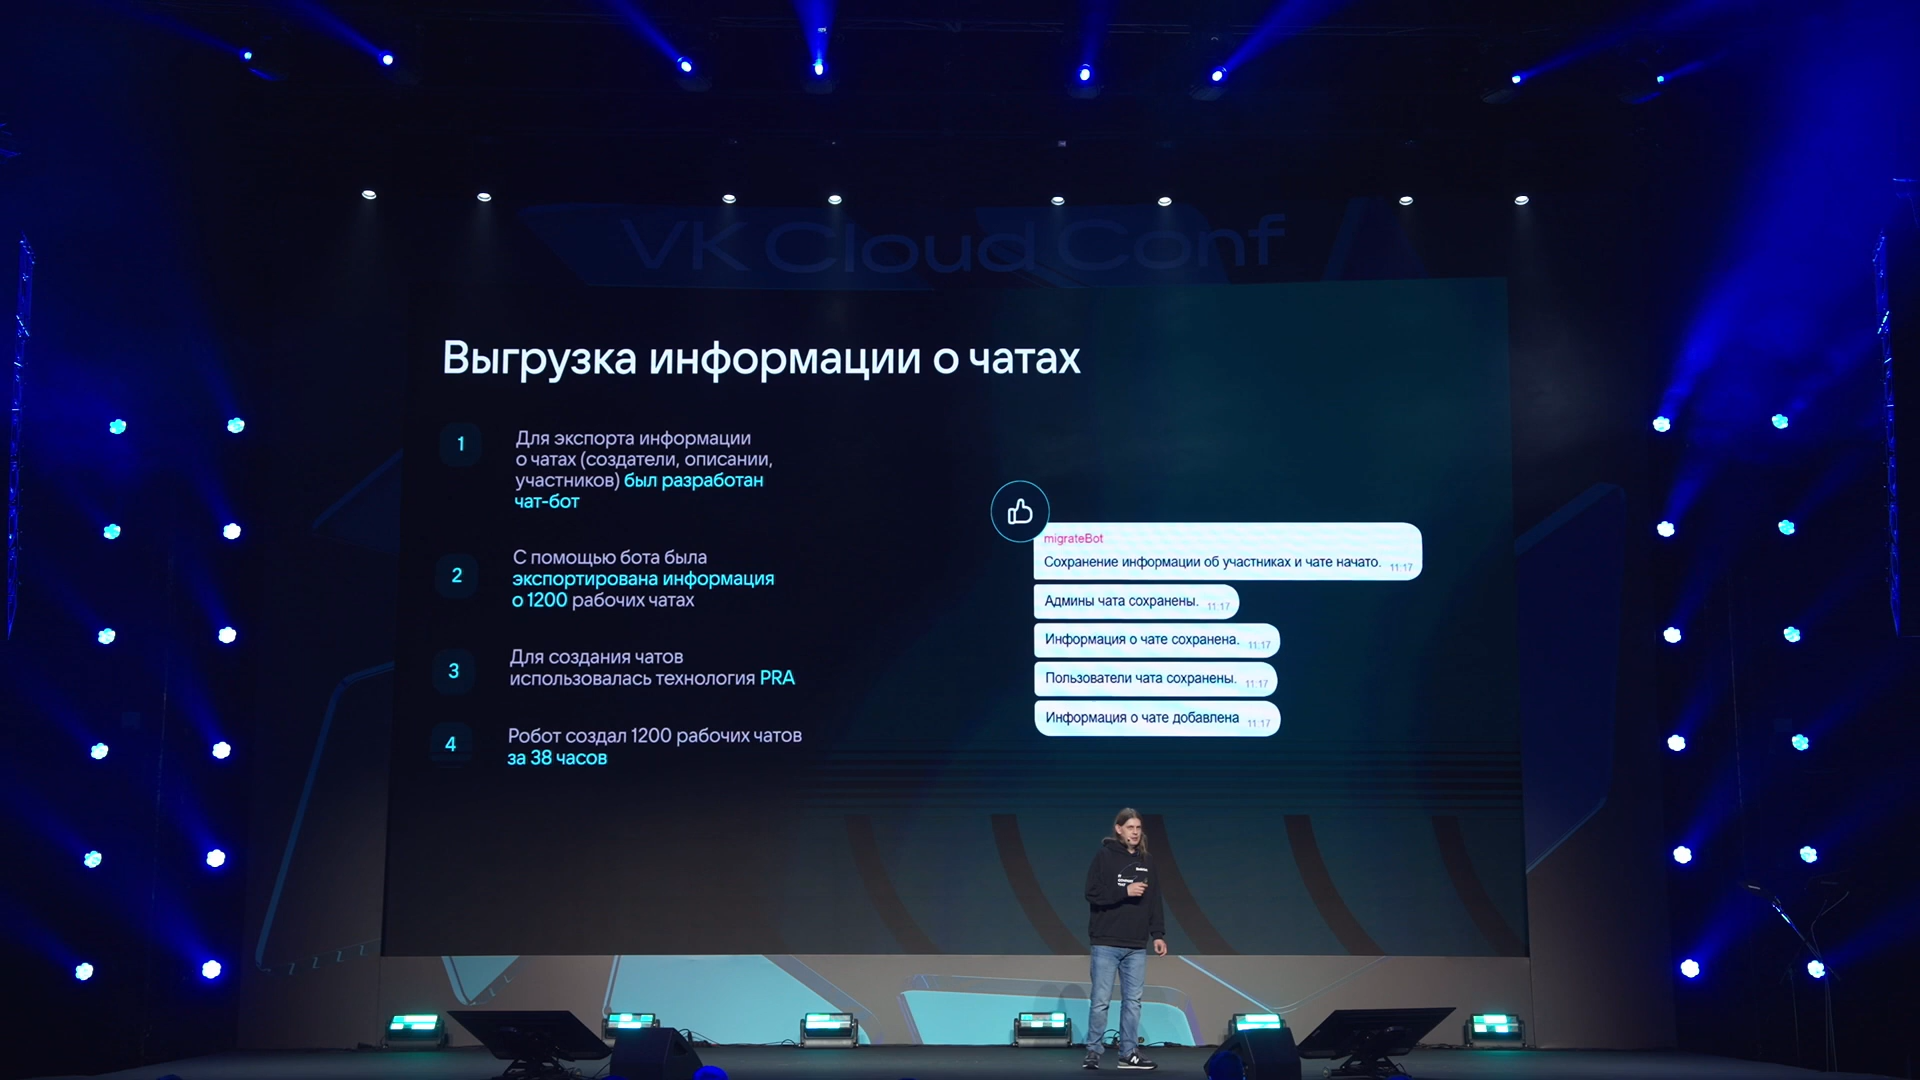 VK Cloud Conf
Выгрузка информации о чатах
1
Для экспорта информации
о чатах (создатели, описании,
участников) был разработан
чат-бот
2
С помощью бота была
экспортирована информация
о 1200 рабочих чатах
3
Для создания чатов
использовалась технология PRA
4
Робот создал 1200 рабочих чатов
за 38 часов
migrateBot
Сохранение информации об участниках и чате начато. 11:17
Админы чата сохранены. 11:17
Информация о чате сохранена. 11:17
Пользователи чата сохранены. 11:17
Информация о чате добавлена 11:17